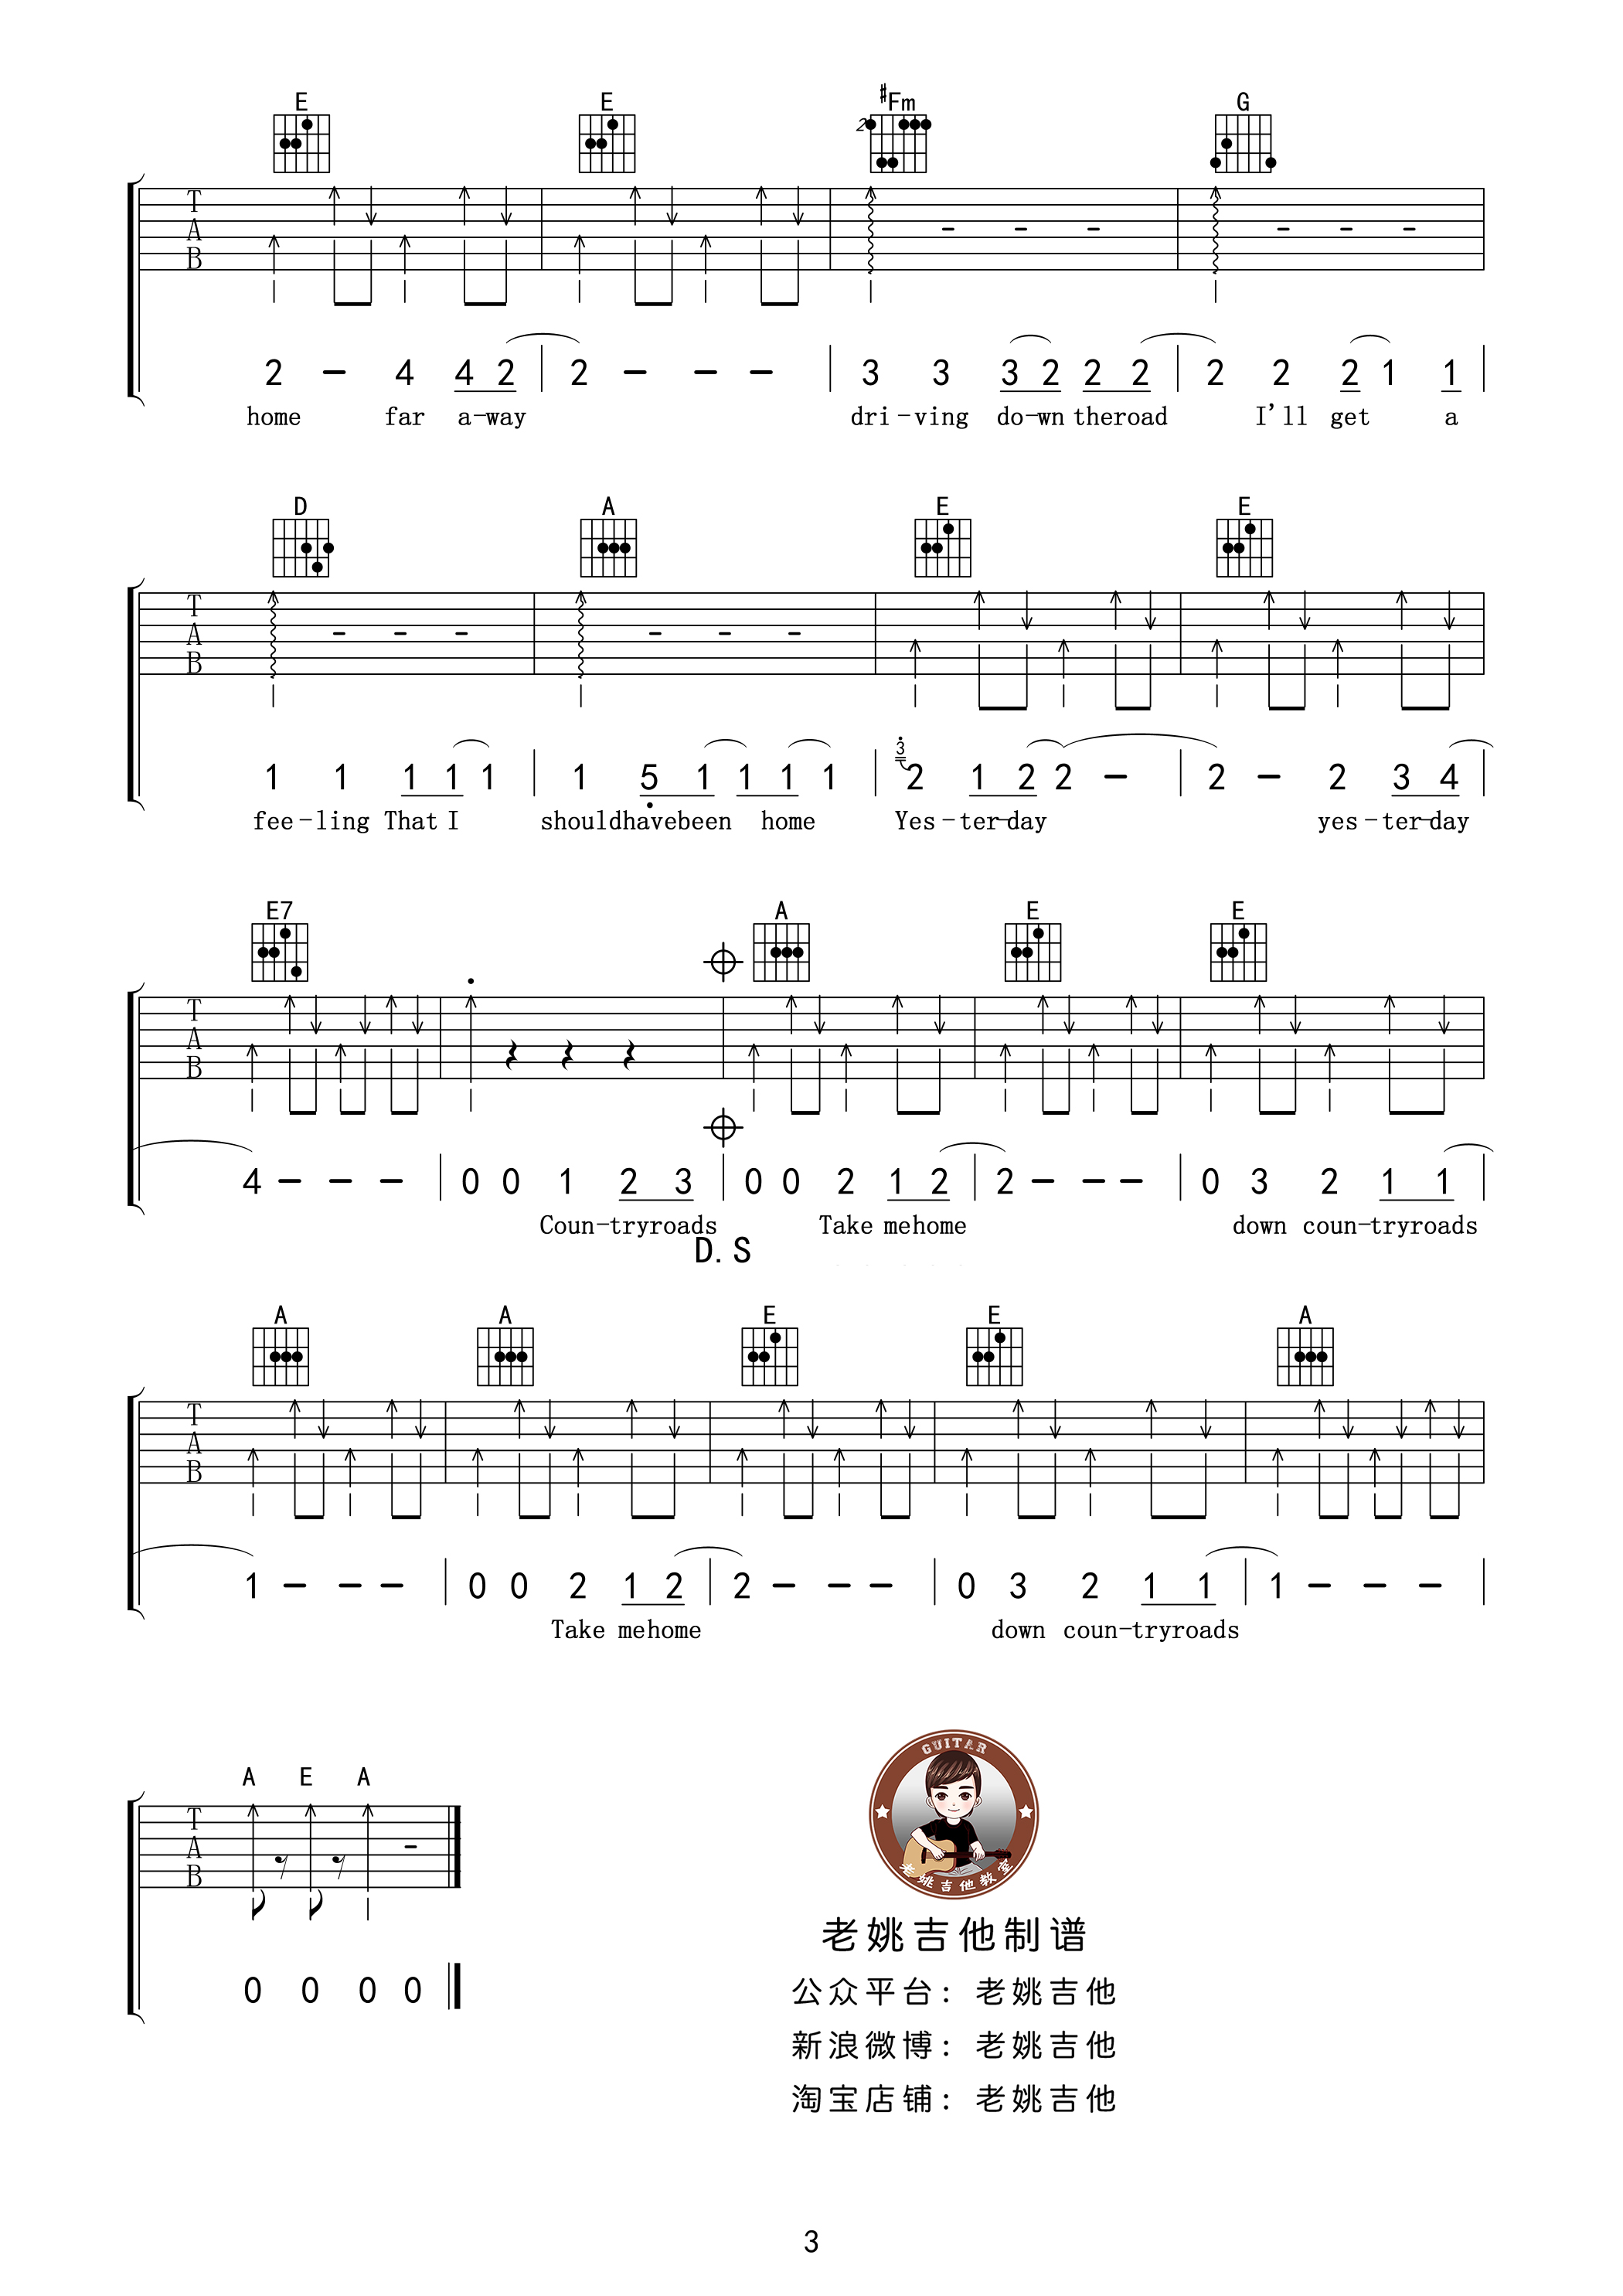 E E #Fm G
2
T
A
B
2 – 4 4 2 2 – – – 3 3 3 2 2 2 2 2 2 1 1
home far a-way dri-ving do-wn theroad I'll get a
D A E E
T
A
B
3
1 1 1 1 1 1 5 1 1 1 1 2 1 2 2 – 2 – 2 3 4
fee-ling That I shouldhavebeen home Yes-ter-day yes-ter-day
E7 A E E
T
A
B
4 – – – 0 0 1 2 3 0 0 2 1 2 2 – – – 0 3 2 1 1
Coun-tryroads Take mehome down coun-tryroads
D.S
A A E E A
T
A
B
1 – – – 0 0 2 1 2 2 – – – 0 3 2 1 1 1 – – –
Take mehome down coun-tryroads
A E A
T
A
B
0 0 0 0
GUITAR
老姚吉他教室
老姚吉他制谱
公众平台：老姚吉他
新浪微博：老姚吉他
淘宝店铺：老姚吉他
3